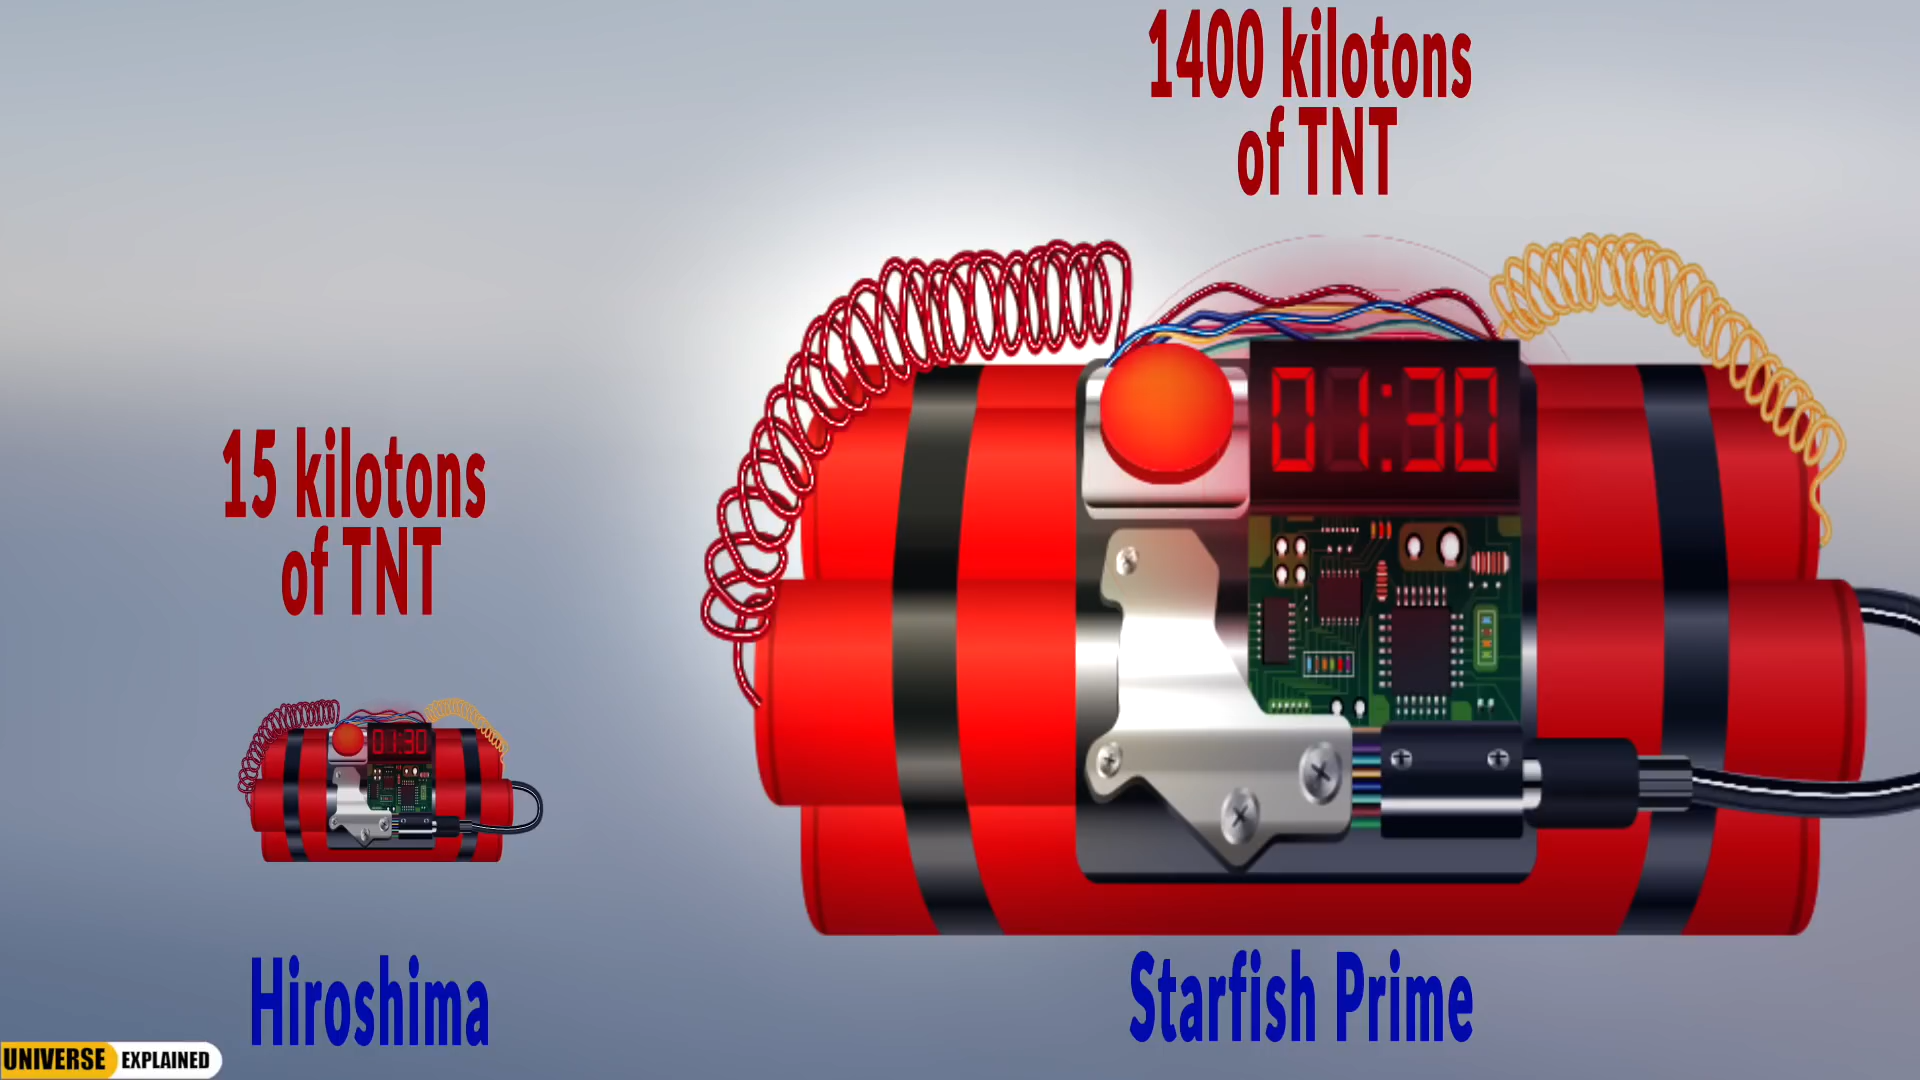 1400 kilotons
of TNT
01:30
15 kilotons
of TNT
01:30
Hiroshima
Starfish Prime
UNIVERSE EXPLAINED